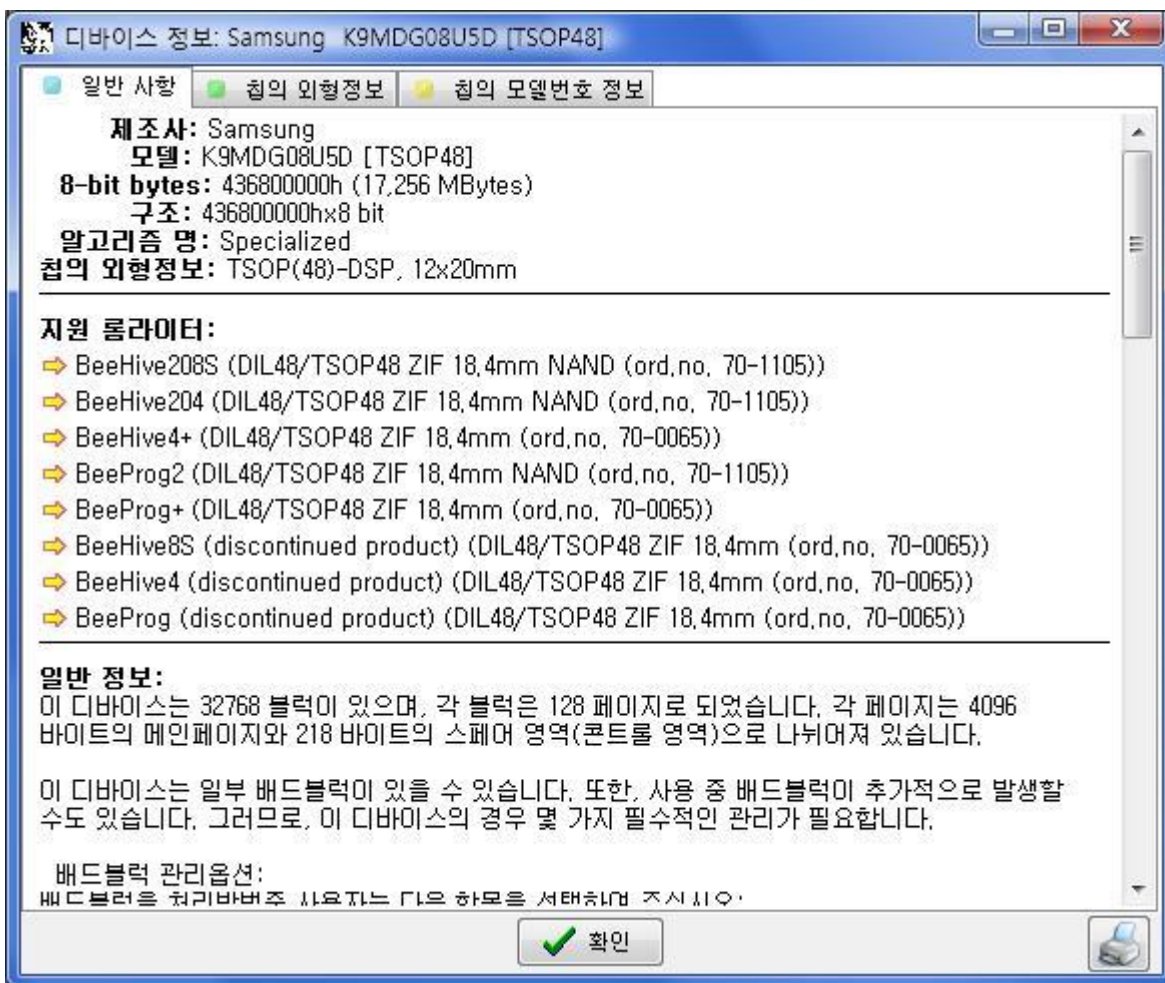 디바이스 정보: Samsung K9MDG08U5D [TSOP48]
일반 사항 칩의 외형정보 칩의 모델번호 정보
제조사: Samsung
모델: K9MDG08U5D [TSOP48]
8-bit bytes: 436800000h (17,256 MBytes)
구조: 436800000hx8 bit
알고리즘 명: Specialized
칩의 외형정보: TSOP(48)-DSP, 12x20mm
지원 롬라이터:
BeeHive208S (DIL48/TSOP48 ZIF 18,4mm NAND (ord,no, 70-1105))
BeeHive204 (DIL48/TSOP48 ZIF 18,4mm NAND (ord,no, 70-1105))
BeeHive4+ (DIL48/TSOP48 ZIF 18,4mm (ord,no, 70-0065))
BeeProg2 (DIL48/TSOP48 ZIF 18,4mm NAND (ord,no, 70-1105))
BeeProg+ (DIL48/TSOP48 ZIF 18,4mm (ord,no, 70-0065))
BeeHive8S (discontinued product) (DIL48/TSOP48 ZIF 18,4mm (ord,no, 70-0065))
BeeHive4 (discontinued product) (DIL48/TSOP48 ZIF 18,4mm (ord,no, 70-0065))
BeeProg (discontinued product) (DIL48/TSOP48 ZIF 18,4mm (ord,no, 70-0065))
일반 정보:
이 디바이스는 32768 블럭이 있으며, 각 블럭은 128 페이지로 되었습니다. 각 페이지는 4096
바이트의 메인페이지와 218 바이트의 스페어 영역(콘트롤 영역)으로 나뉘어져 있습니다.
이 디바이스는 일부 배드블럭이 있을 수 있습니다. 또한, 사용 중 배드블럭이 추가적으로 발생할
수도 있습니다. 그러므로, 이 디바이스의 경우 몇 가지 필수적인 관리가 필요합니다.
배드블럭 관리옵션:
확인